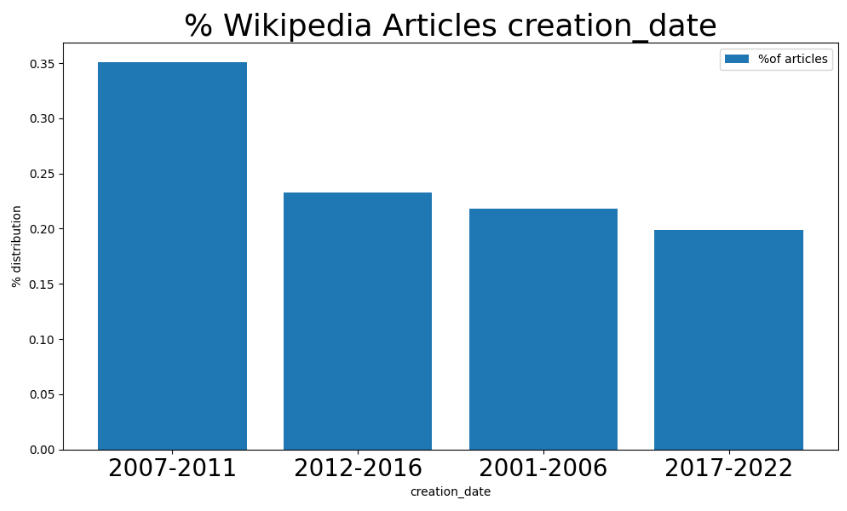 % Wikipedia Articles creation_date
%of articles
0.35
0.30
0.25
0.20
0.15
0.10
0.05
0.00
% distribution
2007-2011 2012-2016 2001-2006 2017-2022
creation_date